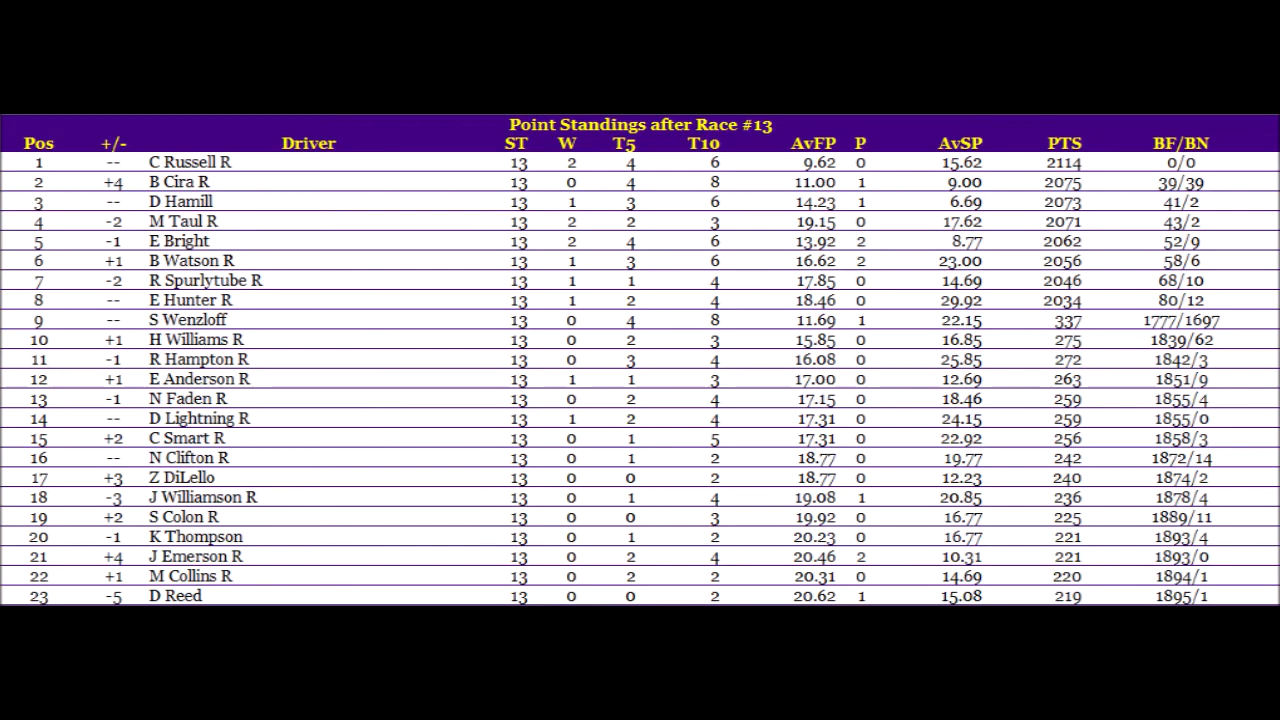 Point Standings after Race #13
Pos +/- Driver ST W T5 T10 AvFP P AvSP PTS BF/BN
1 -- C Russell R 13 2 4 6 9.62 0 15.62 2114 0/0
2 +4 B Cira R 13 0 4 8 11.00 1 9.00 2075 39/39
3 -- D Hamill 13 1 3 6 14.23 1 6.69 2073 41/2
4 -2 M Taul R 13 2 2 3 19.15 0 17.62 2071 43/2
5 -1 E Bright 13 2 4 6 13.92 2 8.77 2062 52/9
6 +1 B Watson R 13 1 3 6 16.62 2 23.00 2056 58/6
7 -2 R Spurlytube R 13 1 1 4 17.85 0 14.69 2046 68/10
8 -- E Hunter R 13 1 2 4 18.46 0 29.92 2034 80/12
9 -- S Wenzloff 13 0 4 8 11.69 1 22.15 337 1777/1697
10 +1 H Williams R 13 0 2 3 15.85 0 16.85 275 1839/62
11 -1 R Hampton R 13 0 3 4 16.08 0 25.85 272 1842/3
12 +1 E Anderson R 13 1 1 3 17.00 0 12.69 263 1851/9
13 -1 N Faden R 13 0 2 4 17.15 0 18.46 259 1855/4
14 -- D Lightning R 13 1 2 4 17.31 0 24.15 259 1855/0
15 +2 C Smart R 13 0 1 5 17.31 0 22.92 256 1858/3
16 -- N Clifton R 13 0 1 2 18.77 0 19.77 242 1872/14
17 +3 Z DiLello 13 0 0 2 18.77 0 12.23 240 1874/2
18 -3 J Williamson R 13 0 1 4 19.08 1 20.85 236 1878/4
19 +2 S Colon R 13 0 0 3 19.92 0 16.77 225 1889/11
20 -1 K Thompson 13 0 1 2 20.23 0 16.77 221 1893/4
21 +4 J Emerson R 13 0 2 4 20.46 2 10.31 221 1893/0
22 +1 M Collins R 13 0 2 2 20.31 0 14.69 220 1894/1
23 -5 D Reed 13 0 0 2 20.62 1 15.08 219 1895/1